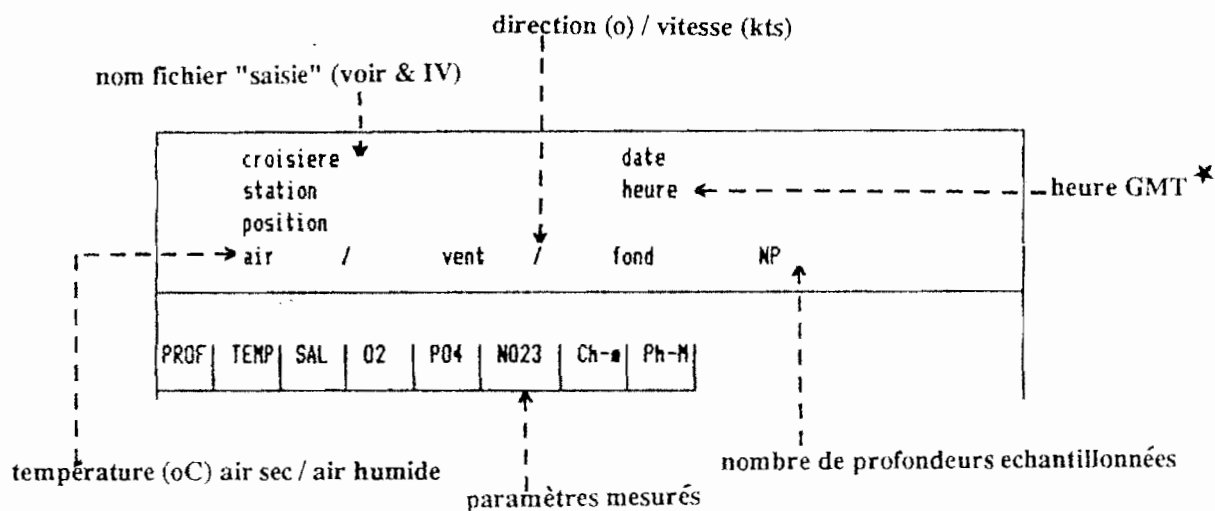 direction (o) / vitesse (kts)
nom fichier "saisie" (voir & IV)
croisiere date
station heure heure GMT ★
position
air / vent / fond NP
PROF TEMP SAL O2 PO4 NO23 Ch-a Ph-M
température (oC) air sec / air humide nombre de profondeurs echantillonnées
paramètres mesurés